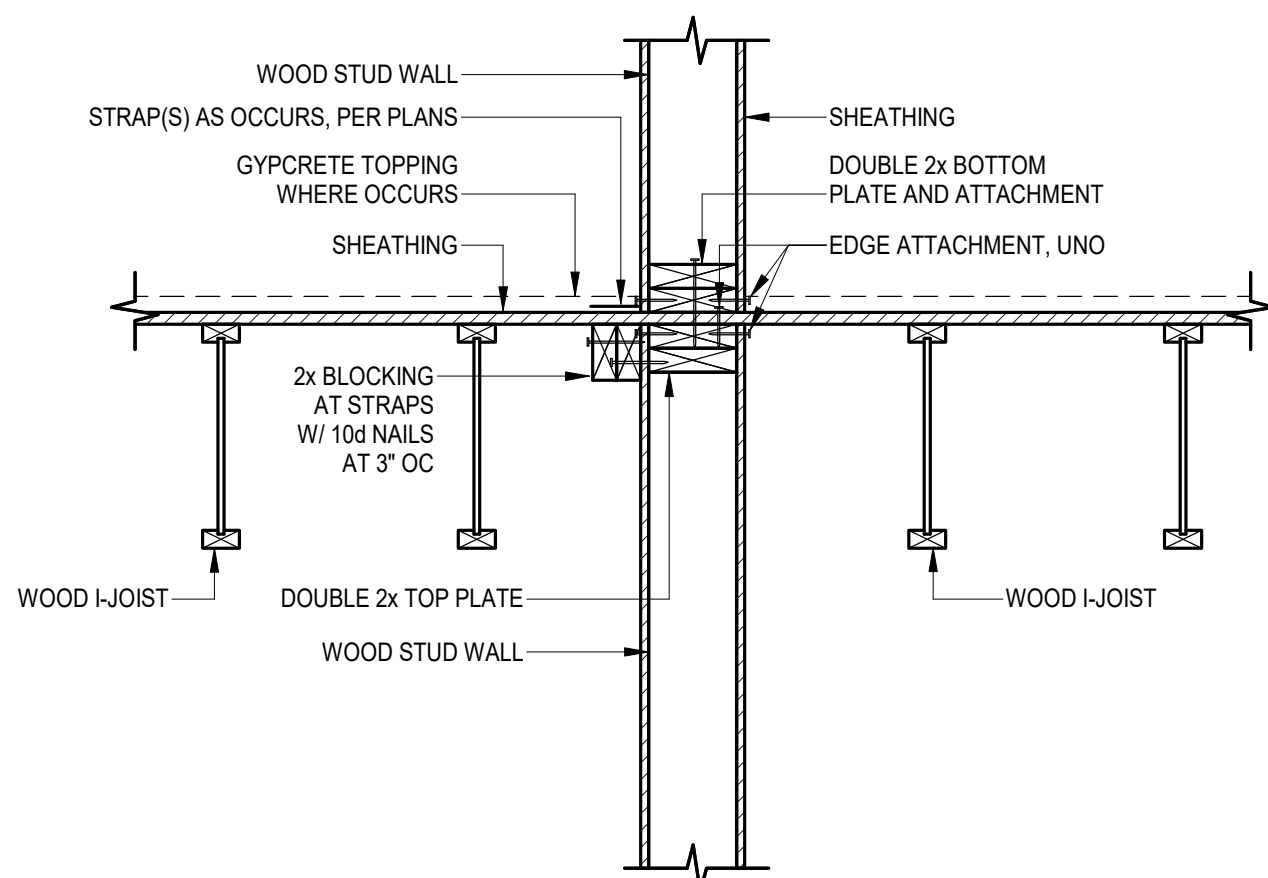 WOOD STUD WALL
STRAP(S) AS OCCURS, PER PLANS
GYPCRETE TOPPING
WHERE OCCURS
SHEATHING
SHEATHING
DOUBLE 2x BOTTOM
PLATE AND ATTACHMENT
EDGE ATTACHMENT, UNO
2x BLOCKING
AT STRAPS
W/ 10d NAILS
AT 3" OC
WOOD I-JOIST
DOUBLE 2x TOP PLATE
WOOD I-JOIST
WOOD STUD WALL